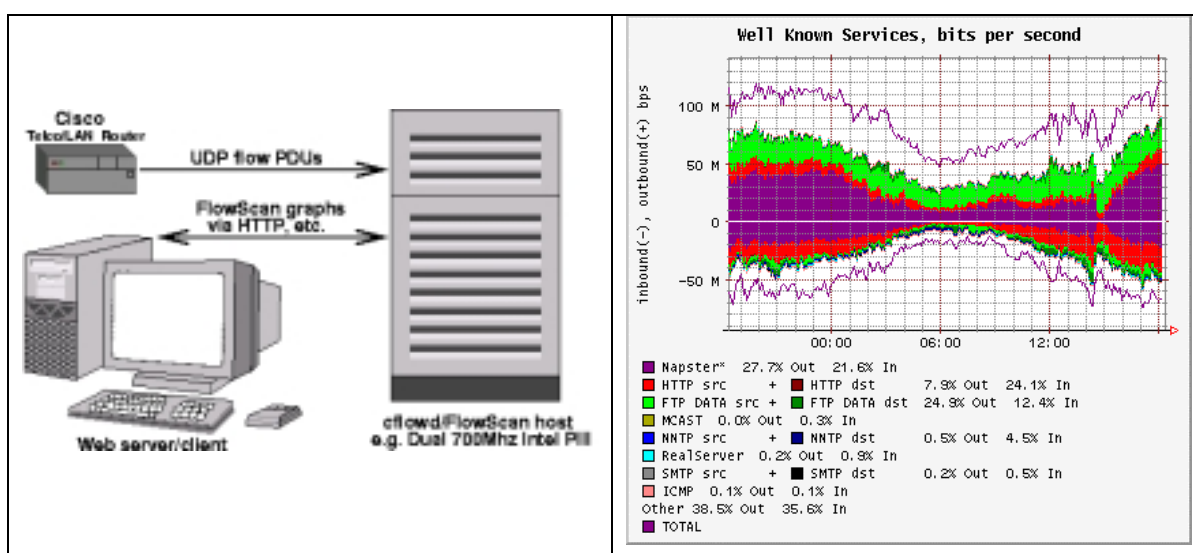 Cisco
Telco/LAN Router
UDP flow PDUs
FlowScan graphs
via HTTP, etc.
Web server/client
cflowd/FlowScan host
e.g. Dual 700Mhz Intel PIII
Well Known Services, bits per second
inbound(-), outbound(+) bps
100 M
50 M
0
-50 M
00:00 06:00 12:00
Napster* 27.7% Out 21.6% In
HTTP src + HTTP dst 7.9% Out 24.1% In
FTP DATA src + FTP DATA dst 24.9% Out 12.4% In
MCAST 0.0% Out 0.3% In
NNTP src + NNTP dst 0.5% Out 4.5% In
RealServer 0.2% Out 0.9% In
SMTP src + SMTP dst 0.2% Out 0.5% In
ICMP 0.1% Out 0.1% In
Other 38.5% Out 35.6% In
TOTAL